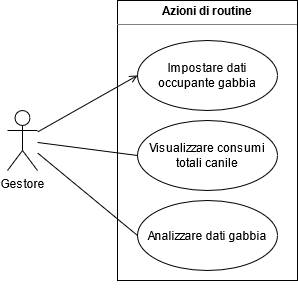 Azioni di routine
Impostare dati
occupante gabbia
Visualizzare consumi
totali canile
Gestore
Analizzare dati gabbia